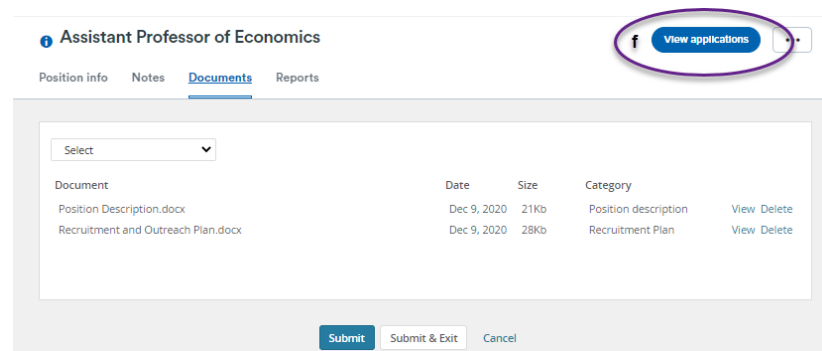 Assistant Professor of Economics
f View applications ...
Position info Notes Documents Reports
Select
Document Date Size Category
Position Description.docx Dec 9, 2020 21Kb Position description View Delete
Recruitment and Outreach Plan.docx Dec 9, 2020 28Kb Recruitment Plan View Delete
Submit Submit & Exit Cancel